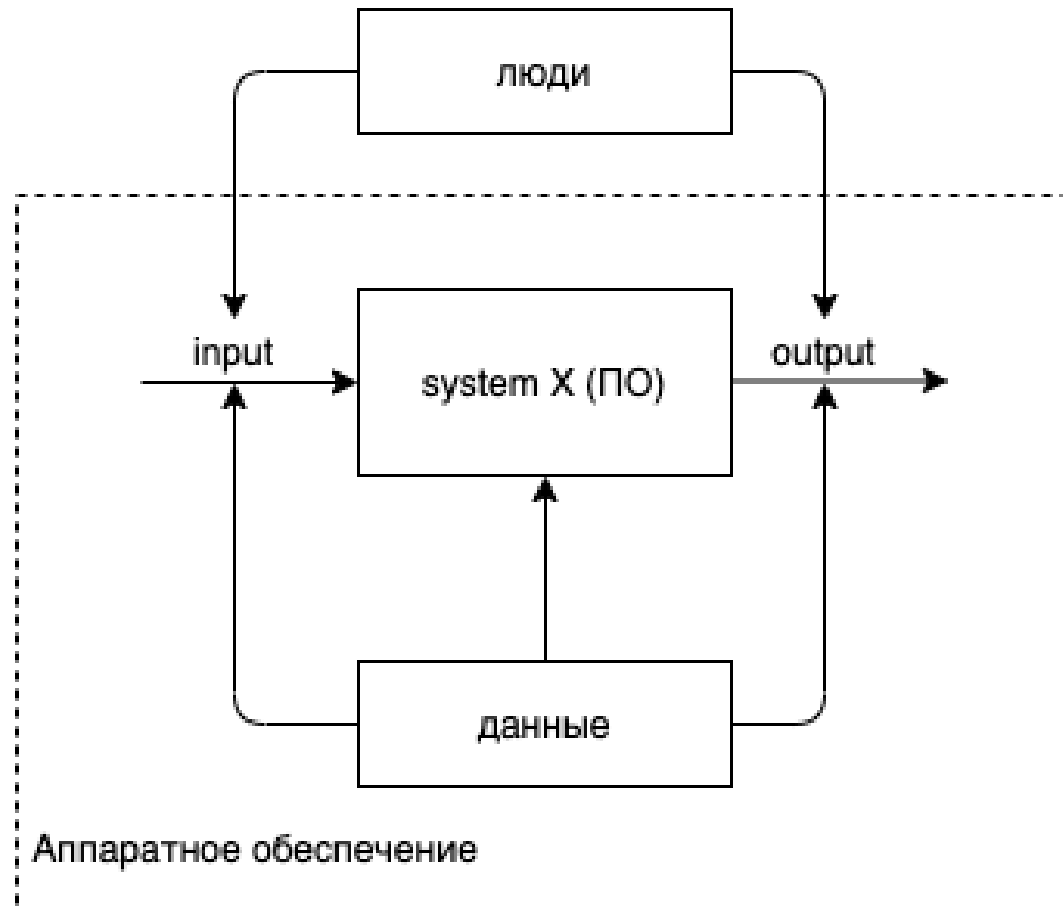 люди
input
output
system X (ПО)
данные
Аппаратное обеспечение